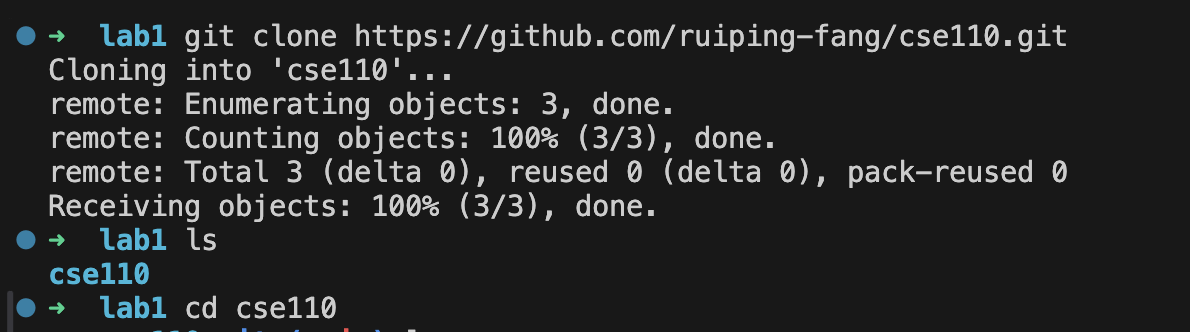 ➜ lab1 git clone https://github.com/ruiping-fang/cse110.git
Cloning into 'cse110'...
remote: Enumerating objects: 3, done.
remote: Counting objects: 100% (3/3), done.
remote: Total 3 (delta 0), reused 0 (delta 0), pack-reused 0
Receiving objects: 100% (3/3), done.
➜ lab1 ls
cse110
➜ lab1 cd cse110